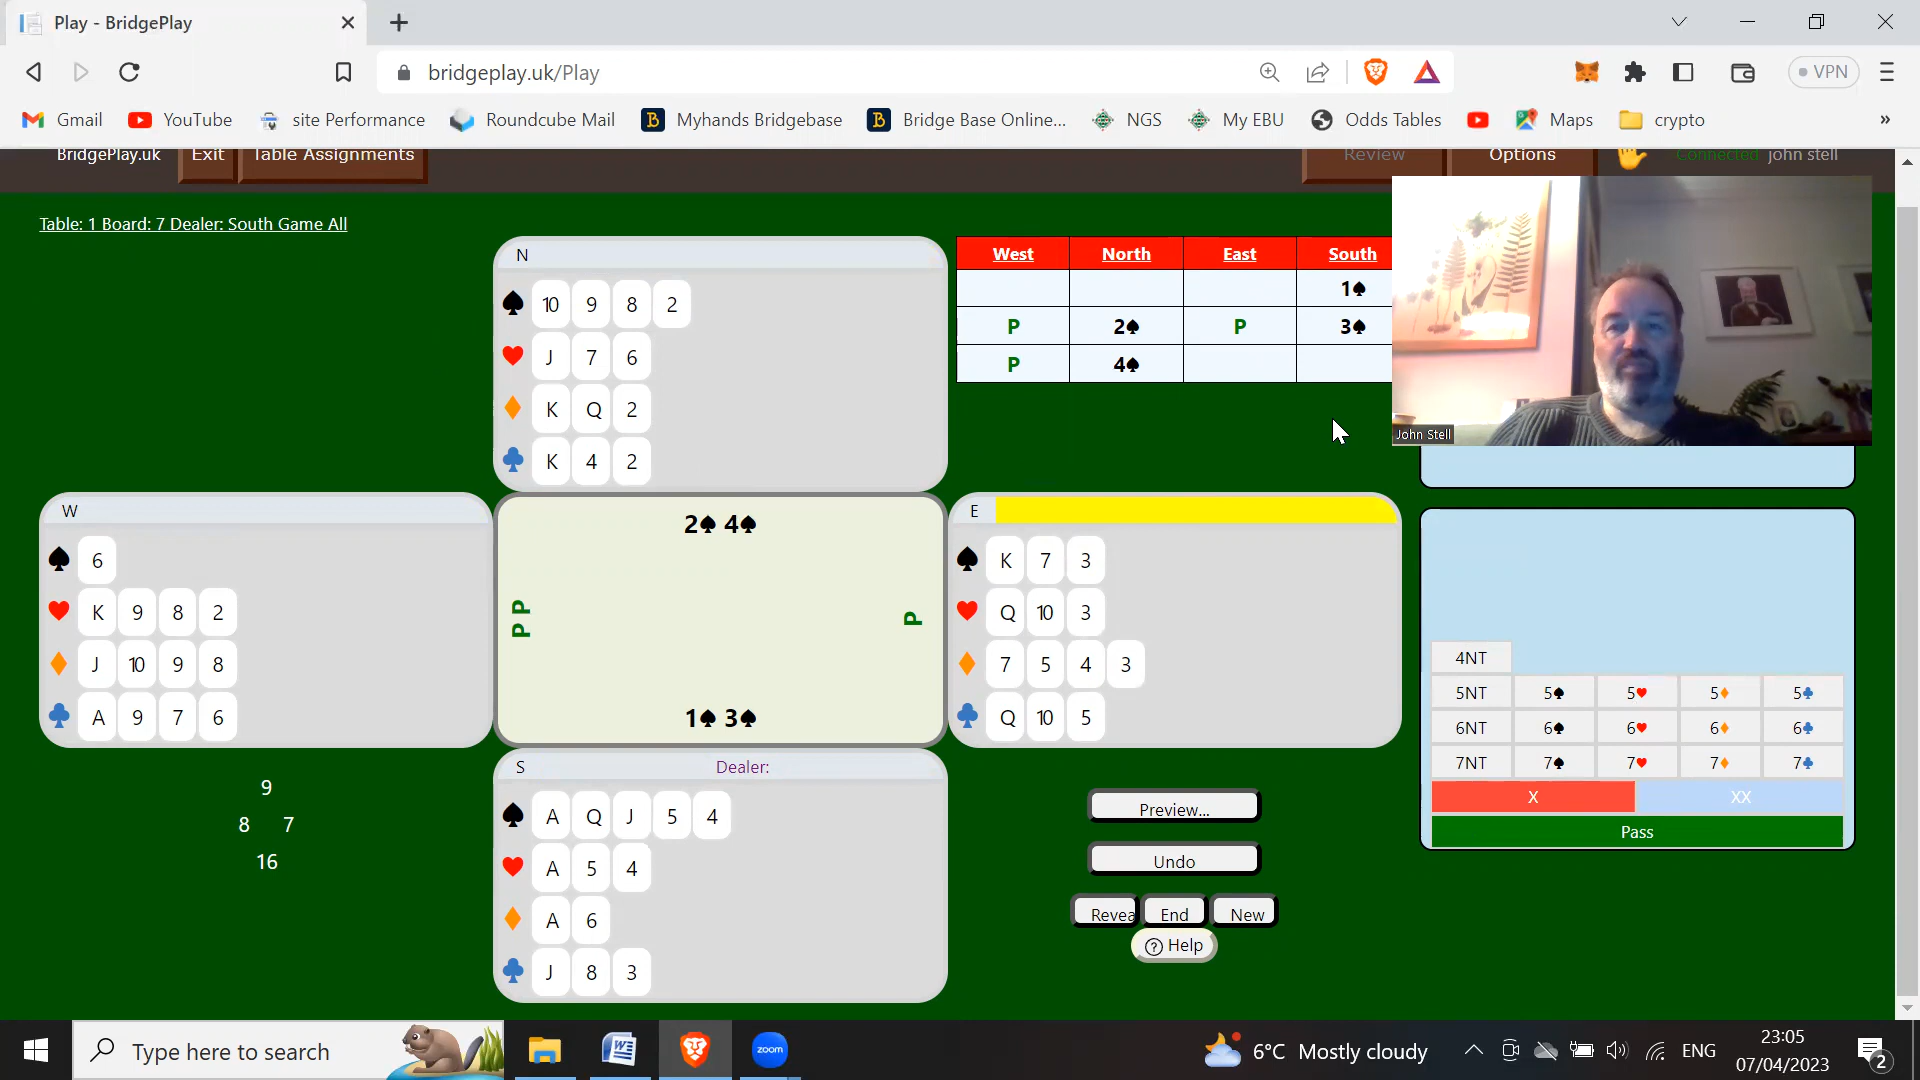 Play - BridgePlay
bridgeplay.uk/Play
VPN
Gmail YouTube site Performance Roundcube Mail Myhands Bridgebase Bridge Base Online... NGS My EBU Odds Tables Maps crypto »
BridgePlay.uk Exit Table Assignments Review Options Connected john stell
Table: 1 Board: 7 Dealer: South Game All
N
♠ 10 9 8 2
♥ J 7 6
♦ K Q 2
♣ K 4 2
West North East South
1♠
P 2♠ P 3♠
P 4♠
John Stell
W
♠ 6
♥ K 9 8 2
♦ J 10 9 8
♣ A 9 7 6
2♠ 4♠
P P
P
1♠ 3♠
E
♠ K 7 3
♥ Q 10 3
♦ 7 5 4 3
♣ Q 10 5
4NT
5NT 5♠ 5♥ 5♦ 5♣
6NT 6♠ 6♥ 6♦ 6♣
7NT 7♠ 7♥ 7♦ 7♣
X XX
Pass
9
8 7
16
S Dealer:
♠ A Q J 5 4
♥ A 5 4
♦ A 6
♣ J 8 3
Preview...
Undo
Revea End New
Help
Type here to search
zoom
6°C Mostly cloudy
ENG
23:05
07/04/2023
2